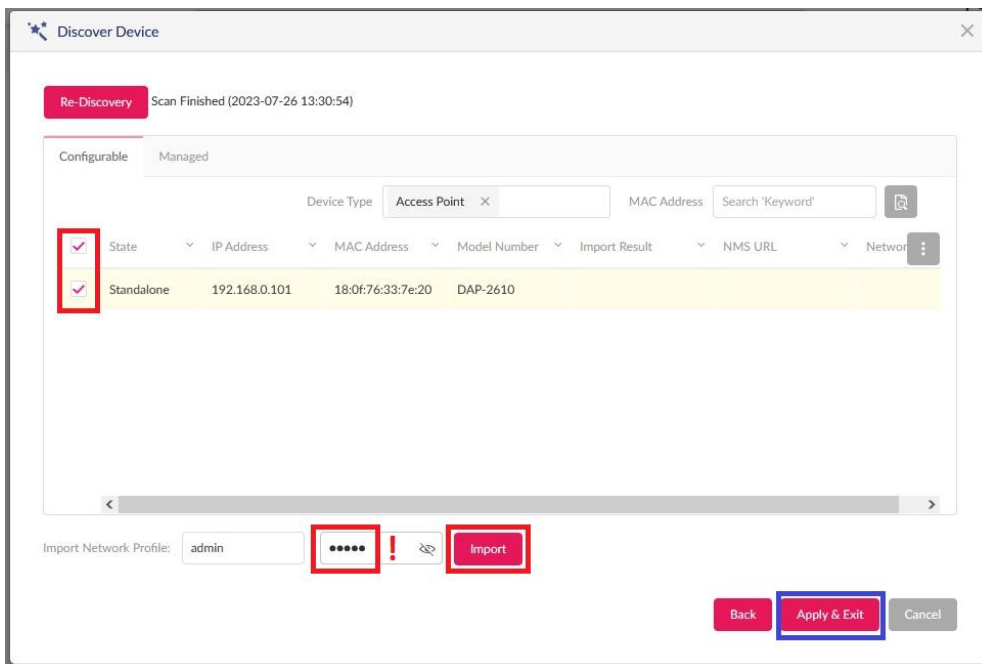 Discover Device
Re-Discovery Scan Finished (2023-07-26 13:30:54)
Configurable Managed
Device Type Access Point × MAC Address Search 'Keyword'
State IP Address MAC Address Model Number Import Result NMS URL Networ
Standalone 192.168.0.101 18:0f:76:33:7e:20 DAP-2610
Import Network Profile: admin ••••• ! Import
Back Apply & Exit Cancel